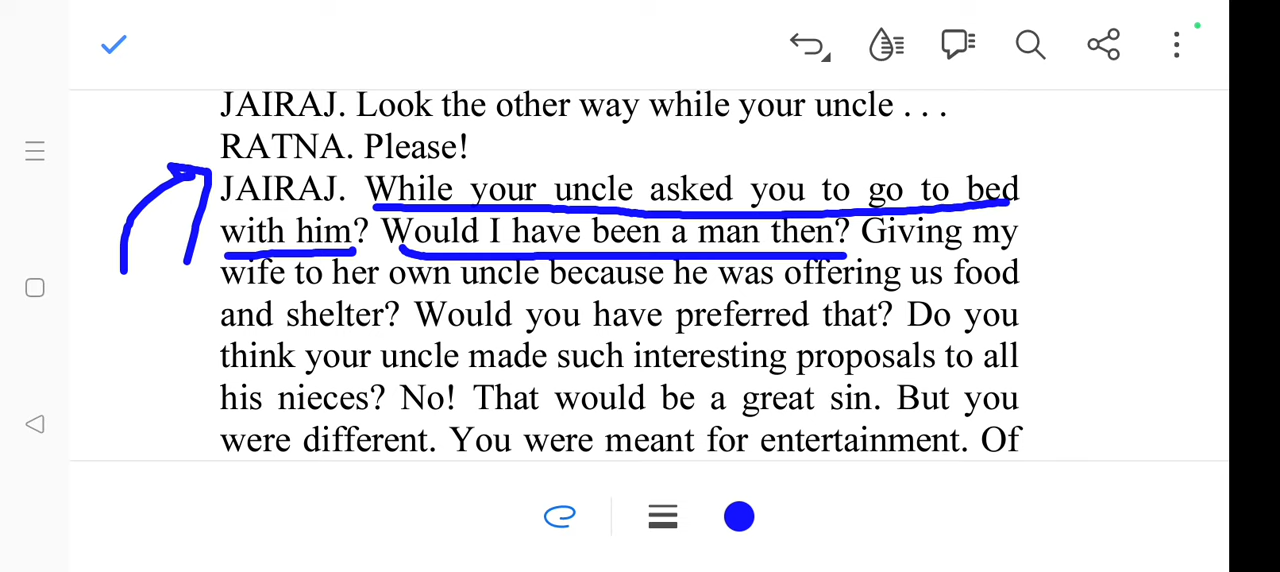 JAIRAJ. Look the other way while your uncle . . .
RATNA. Please!
JAIRAJ. While your uncle asked you to go to bed
with him? Would I have been a man then? Giving my
wife to her own uncle because he was offering us food
and shelter? Would you have preferred that? Do you
think your uncle made such interesting proposals to all
his nieces? No! That would be a great sin. But you
were different. You were meant for entertainment. Of